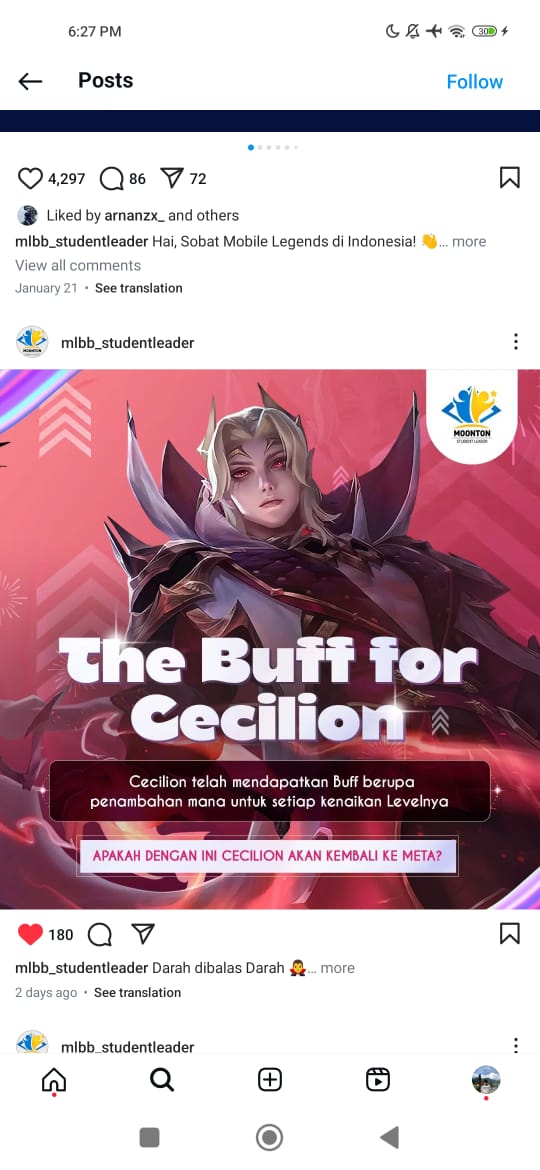 6:27 PM
30
Posts
Follow
4,297
86
72
Liked by arnanzx_ and others
mlbb_studentleader Hai, Sobat Mobile Legends di Indonesia! 👋... more
View all comments
January 21 • See translation
mlbb_studentleader
MOONTON
STUDENT LEADER
The Buff for
Cecilion
Cecilion telah mendapatkan Buff berupa
penambahan mana untuk setiap kenaikan Levelnya
APAKAH DENGAN INI CECILION AKAN KEMBALI KE META?
180
mlbb_studentleader Darah dibalas Darah 🧛... more
2 days ago • See translation
mlbb_studentleader